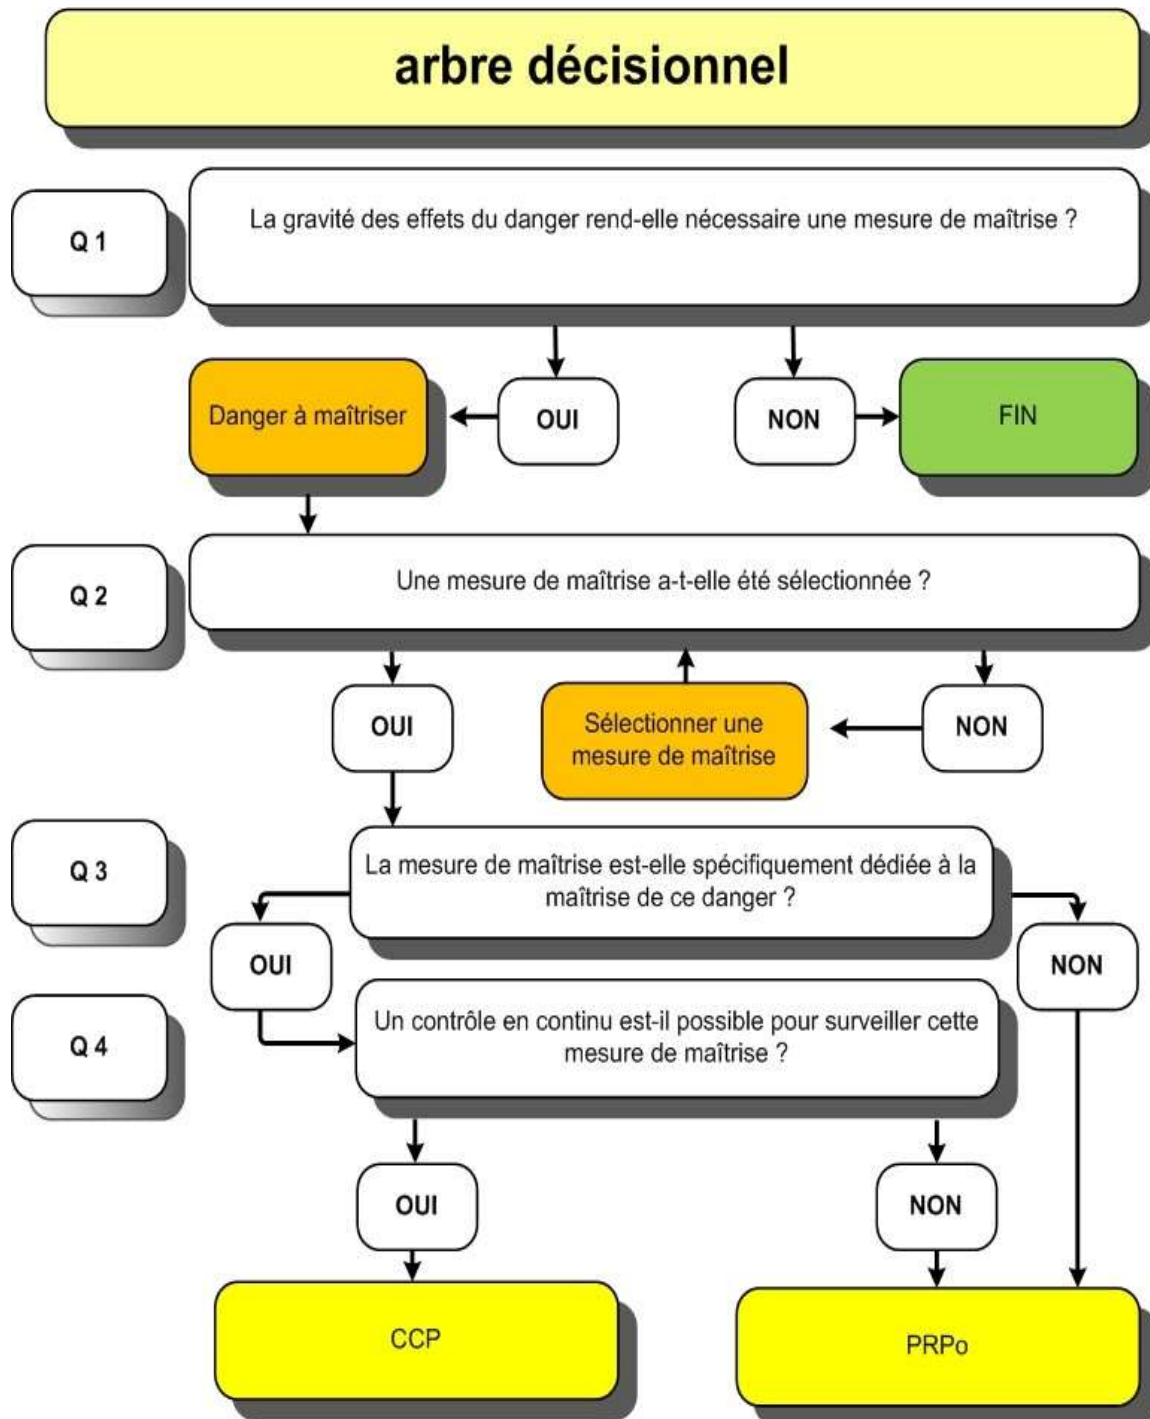 arbre décisionnel
Q 1
La gravité des effets du danger rend-elle nécessaire une mesure de maîtrise ?
Danger à maîtriser
OUI
NON
FIN
Q 2
Une mesure de maîtrise a-t-elle été sélectionnée ?
OUI
Sélectionner une
mesure de maîtrise
NON
Q 3
La mesure de maîtrise est-elle spécifiquement dédiée à la
maîtrise de ce danger ?
OUI
NON
Q 4
Un contrôle en continu est-il possible pour surveiller cette
mesure de maîtrise ?
OUI
NON
CCP
PRPo